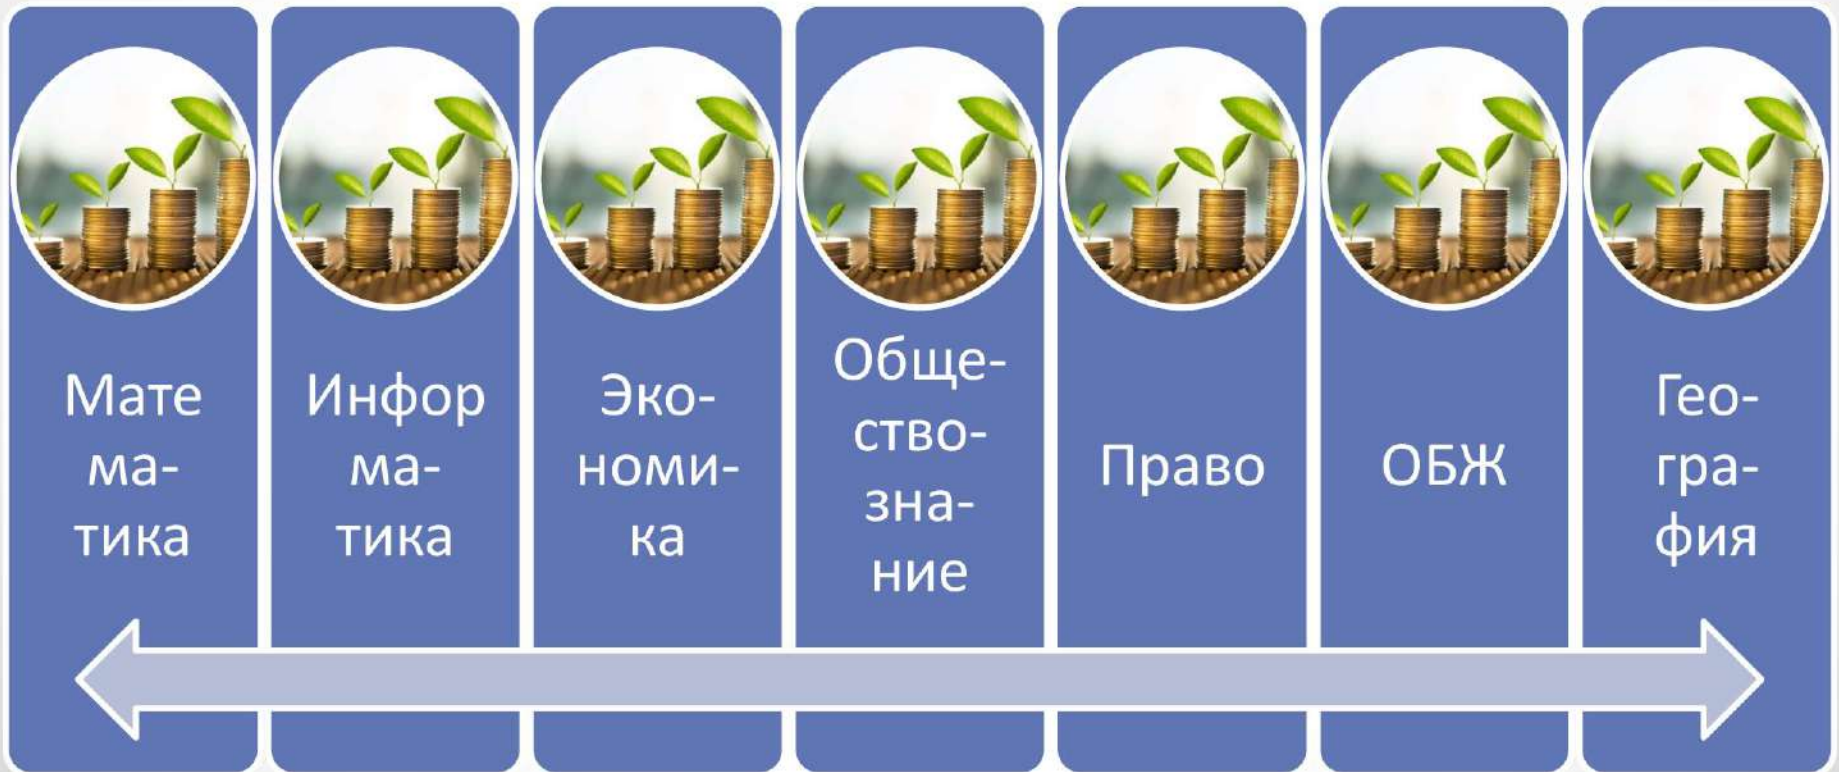 Мате
ма-
тика
Инфор
ма-
тика
Эко-
номи-
ка
Обще-
ство-
зна-
ние
Право
ОБЖ
Гео-
гра-
фия